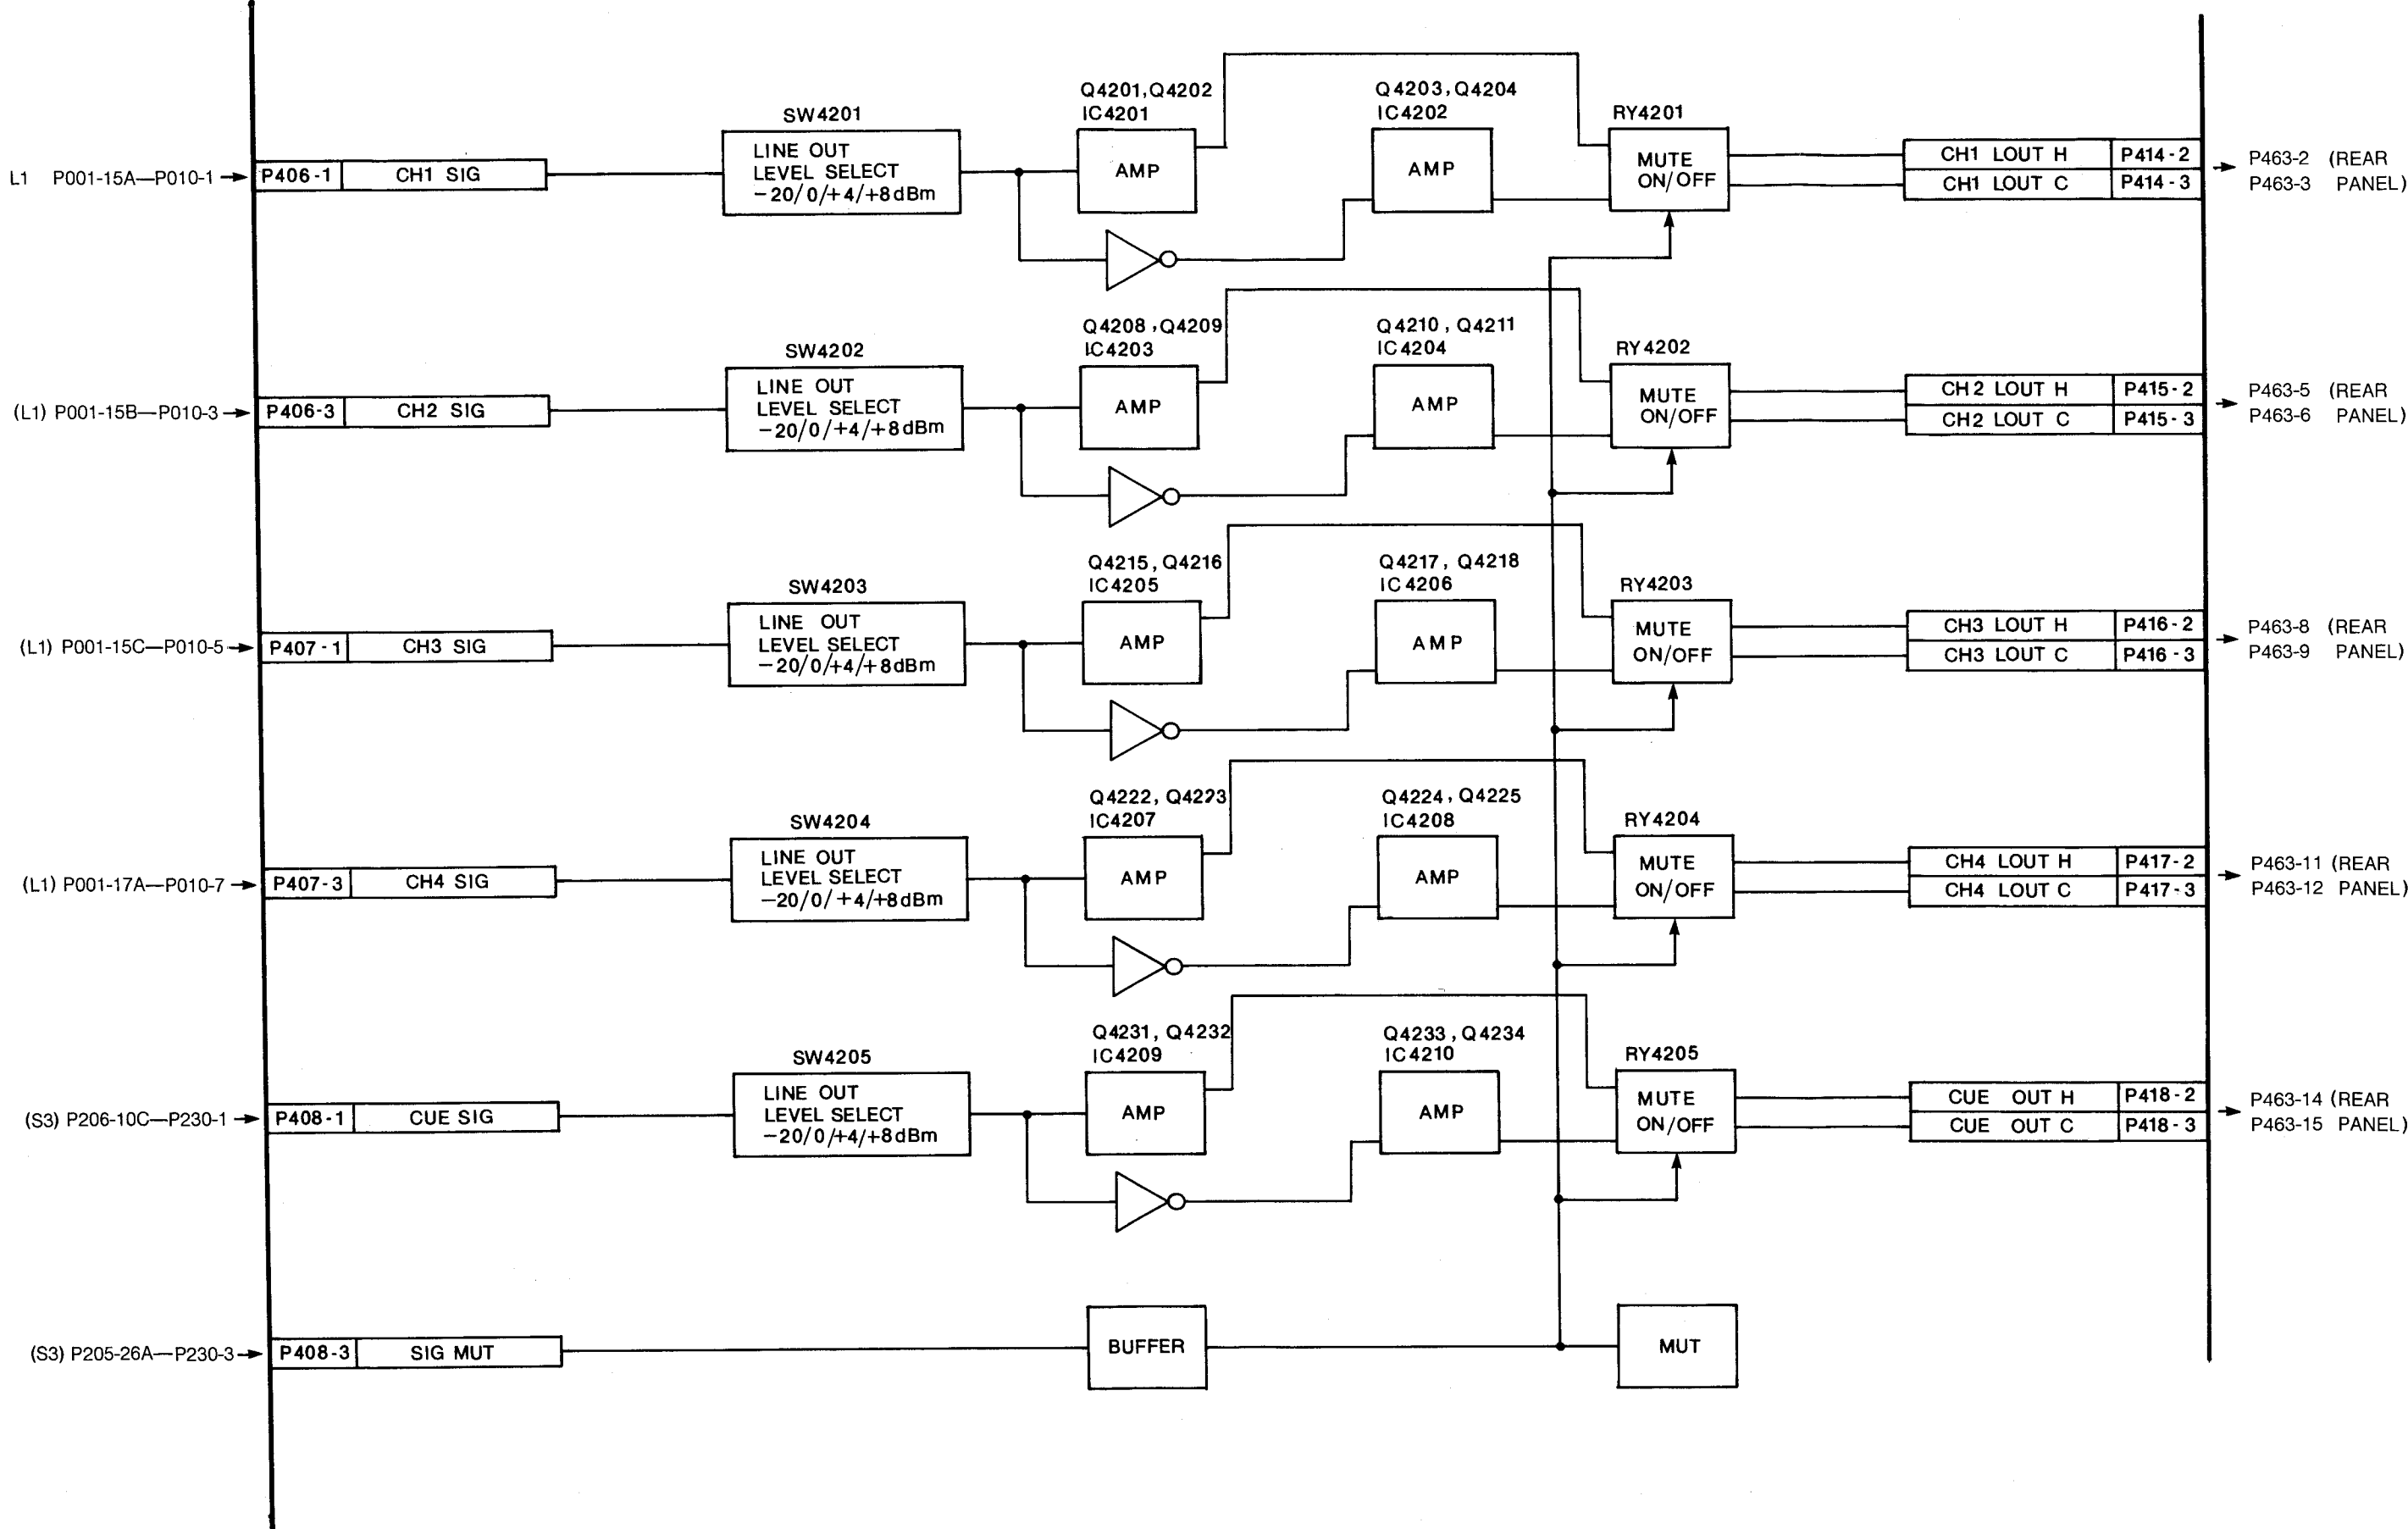 Q4201,Q4202
IC4201
Q4203,Q4204
IC4202
SW4201
RY4201
L1 P001-15A—P010-1
P406-1 CH1 SIG
LINE OUT
LEVEL SELECT
-20/0/+4/+8dBm
AMP
AMP
MUTE
ON/OFF
CH1 LOUT H P414-2
CH1 LOUT C P414-3
P463-2 (REAR
P463-3 PANEL)
Q4208,Q4209
IC4203
Q4210,Q4211
IC4204
SW4202
RY4202
(L1) P001-15B—P010-3
P406-3 CH2 SIG
LINE OUT
LEVEL SELECT
-20/0/+4/+8dBm
AMP
AMP
MUTE
ON/OFF
CH2 LOUT H P415-2
CH2 LOUT C P415-3
P463-5 (REAR
P463-6 PANEL)
Q4215,Q4216
IC4205
Q4217,Q4218
IC4206
SW4203
RY4203
(L1) P001-15C—P010-5
P407-1 CH3 SIG
LINE OUT
LEVEL SELECT
-20/0/+4/+8dBm
AMP
AMP
MUTE
ON/OFF
CH3 LOUT H P416-2
CH3 LOUT C P416-3
P463-8 (REAR
P463-9 PANEL)
Q4222,Q4223
IC4207
Q4224,Q4225
IC4208
SW4204
RY4204
(L1) P001-17A—P010-7
P407-3 CH4 SIG
LINE OUT
LEVEL SELECT
-20/0/+4/+8dBm
AMP
AMP
MUTE
ON/OFF
CH4 LOUT H P417-2
CH4 LOUT C P417-3
P463-11 (REAR
P463-12 PANEL)
Q4231,Q4232
IC4209
Q4233,Q4234
IC4210
SW4205
RY4205
(S3) P206-10C—P230-1
P408-1 CUE SIG
LINE OUT
LEVEL SELECT
-20/0/+4/+8dBm
AMP
AMP
MUTE
ON/OFF
CUE OUT H P418-2
CUE OUT C P418-3
P463-14 (REAR
P463-15 PANEL)
(S3) P205-26A—P230-3
P408-3 SIG MUT
BUFFER
MUT